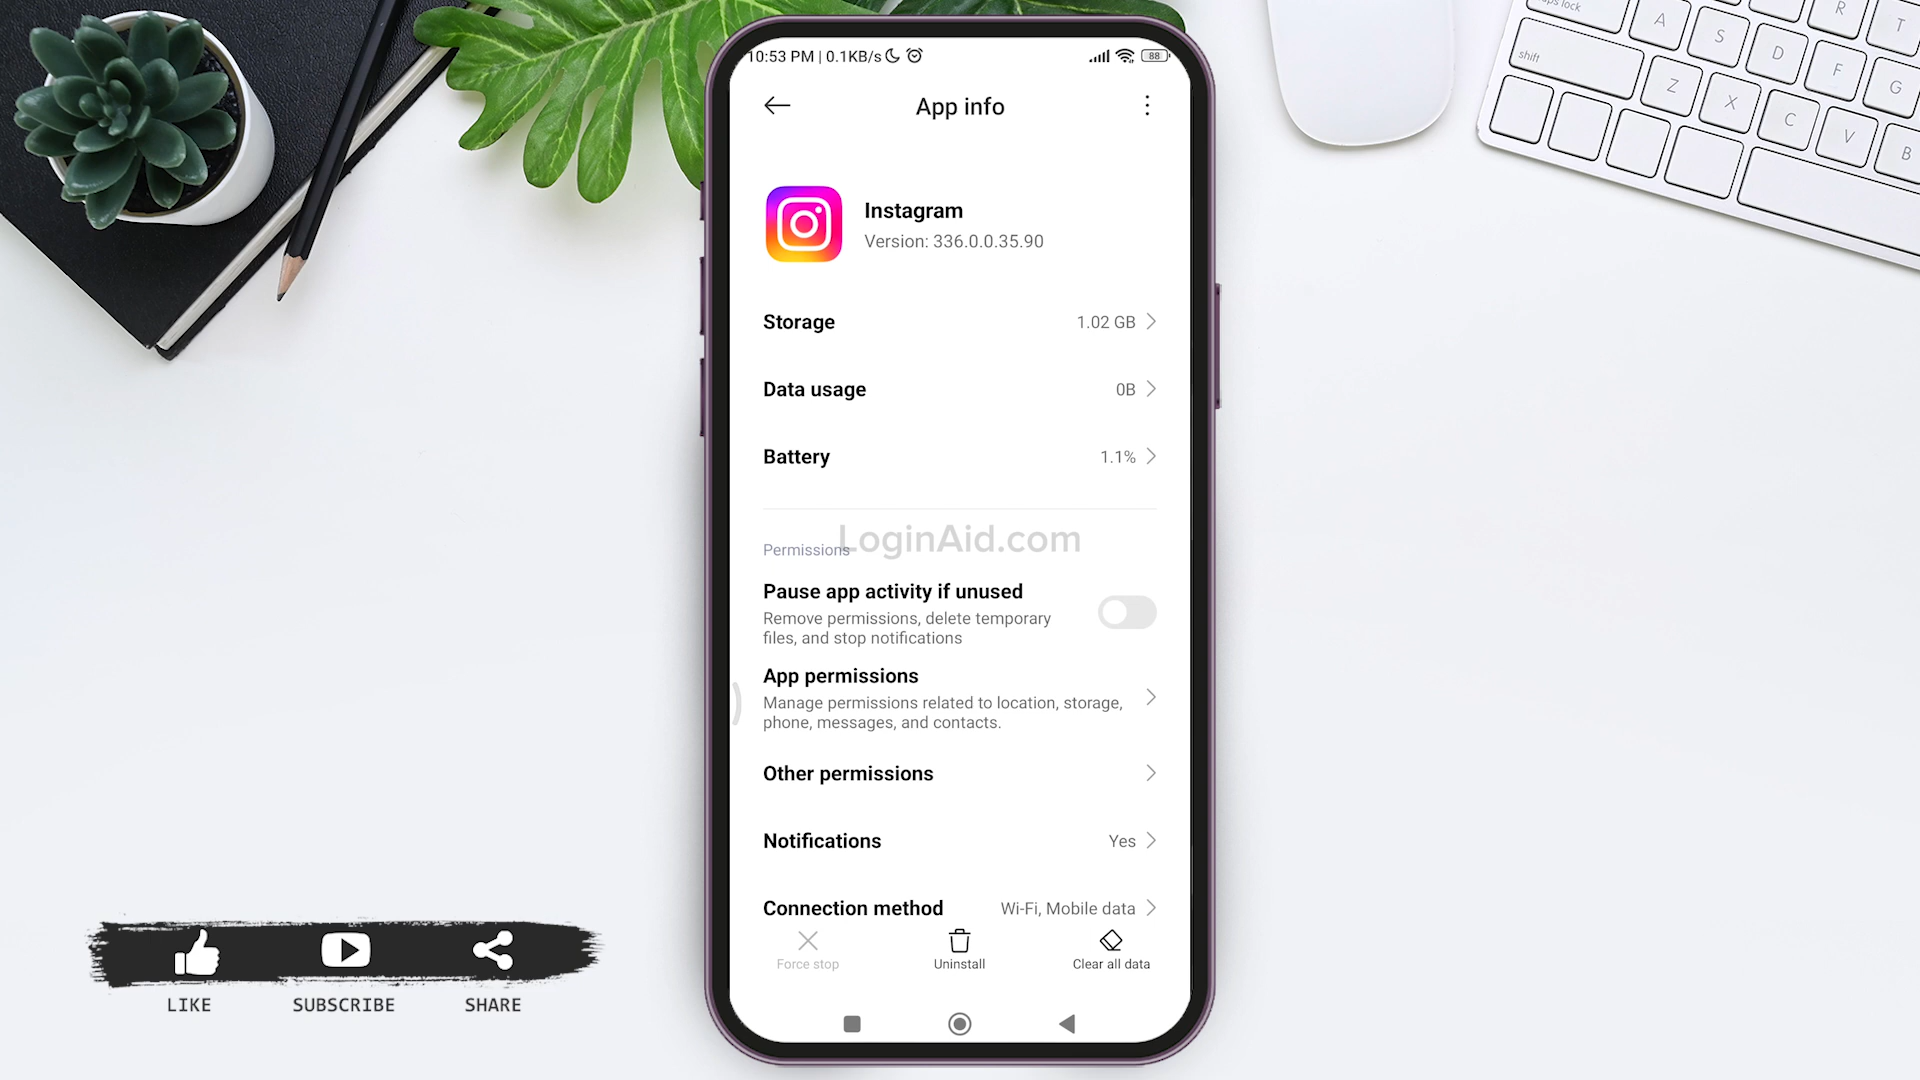 10:53 PM | 0.1KB/s
88
App info
Instagram
Version: 336.0.0.35.90
Storage 1.02 GB
Data usage 0B
Battery 1.1%
LoginAid.com
Permissions
Pause app activity if unused
Remove permissions, delete temporary
files, and stop notifications
App permissions
Manage permissions related to location, storage,
phone, messages, and contacts.
Other permissions
Notifications Yes
Connection method Wi-Fi, Mobile data
Force stop Uninstall Clear all data
LIKE SUBSCRIBE SHARE
A S D F G
R T
shift Z X C V B